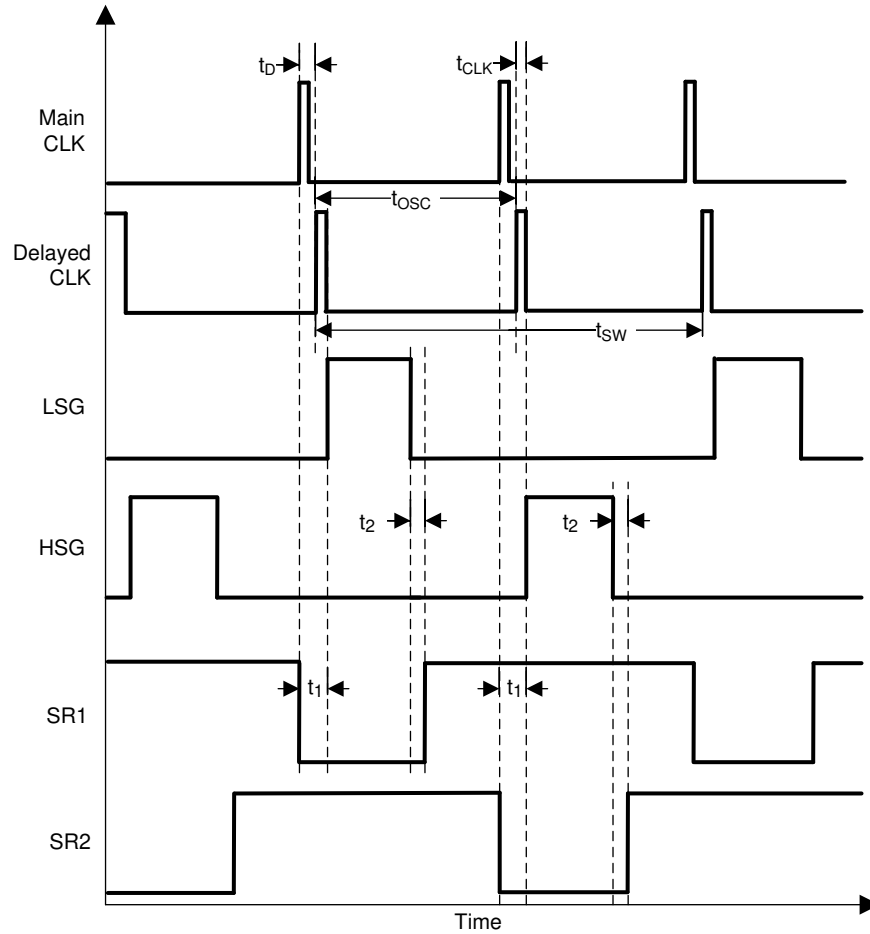 t_D
t_CLK
Main
CLK
t_OSC
Delayed
CLK
t_SW
LSG
t_2
t_2
HSG
t_1
t_1
SR1
SR2
Time